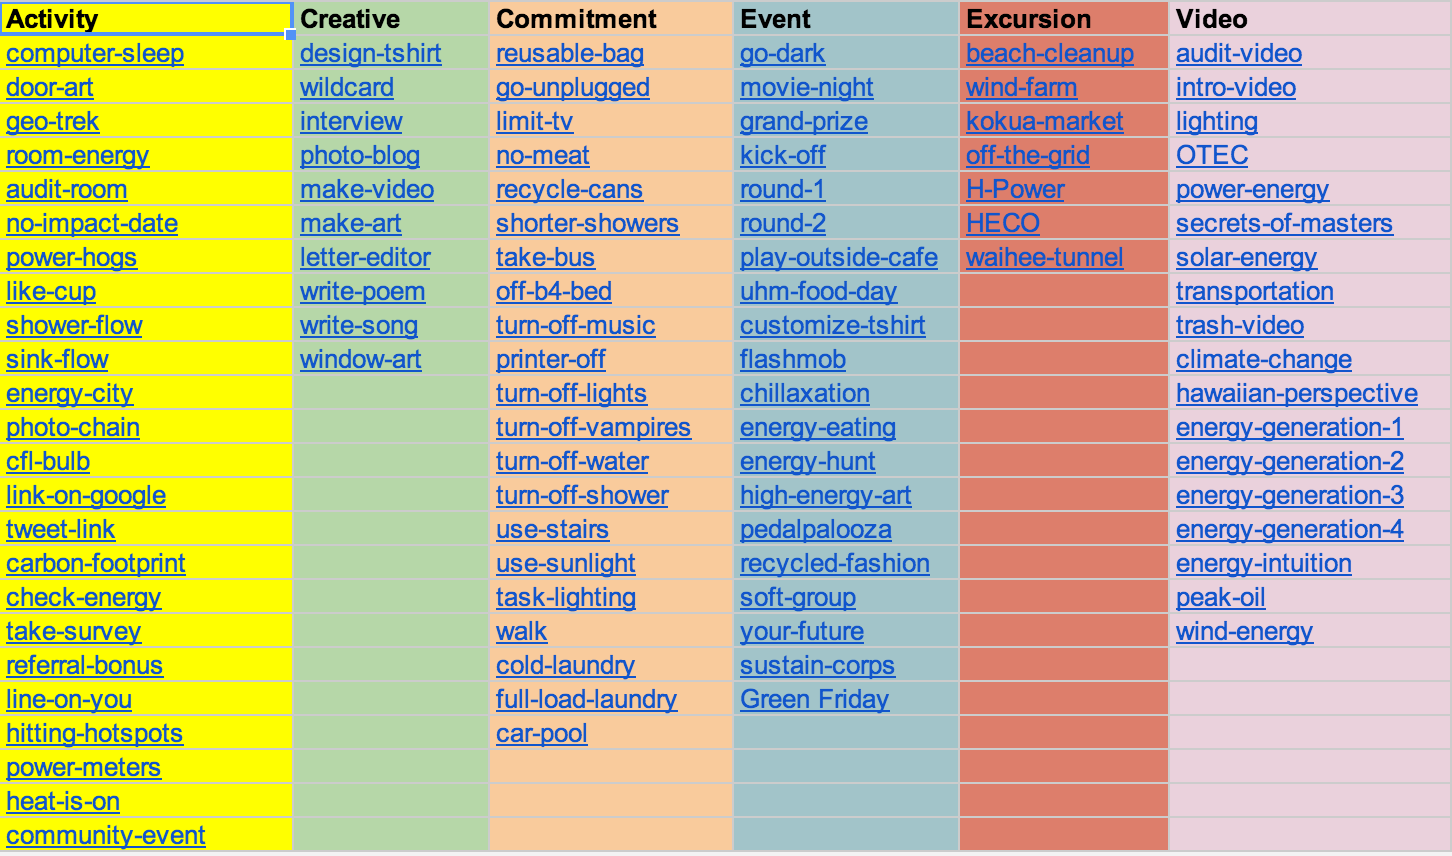 Activity Creative Commitment Event Excursion Video
computer-sleep design-tshirt reusable-bag go-dark beach-cleanup audit-video
door-art wildcard go-unplugged movie-night wind-farm intro-video
geo-trek interview limit-tv grand-prize kokua-market lighting
room-energy photo-blog no-meat kick-off off-the-grid OTEC
audit-room make-video recycle-cans round-1 H-Power power-energy
no-impact-date make-art shorter-showers round-2 HECO secrets-of-masters
power-hogs letter-editor take-bus play-outside-cafe waihee-tunnel solar-energy
like-cup write-poem off-b4-bed uhm-food-day transportation
shower-flow write-song turn-off-music customize-tshirt trash-video
sink-flow window-art printer-off flashmob climate-change
energy-city turn-off-lights chillaxation hawaiian-perspective
photo-chain turn-off-vampires energy-eating energy-generation-1
cfl-bulb turn-off-water energy-hunt energy-generation-2
link-on-google turn-off-shower high-energy-art energy-generation-3
tweet-link use-stairs pedalpalooza energy-generation-4
carbon-footprint use-sunlight recycled-fashion energy-intuition
check-energy task-lighting soft-group peak-oil
take-survey walk your-future wind-energy
referral-bonus cold-laundry sustain-corps
line-on-you full-load-laundry Green Friday
hitting-hotspots car-pool
power-meters
heat-is-on
community-event